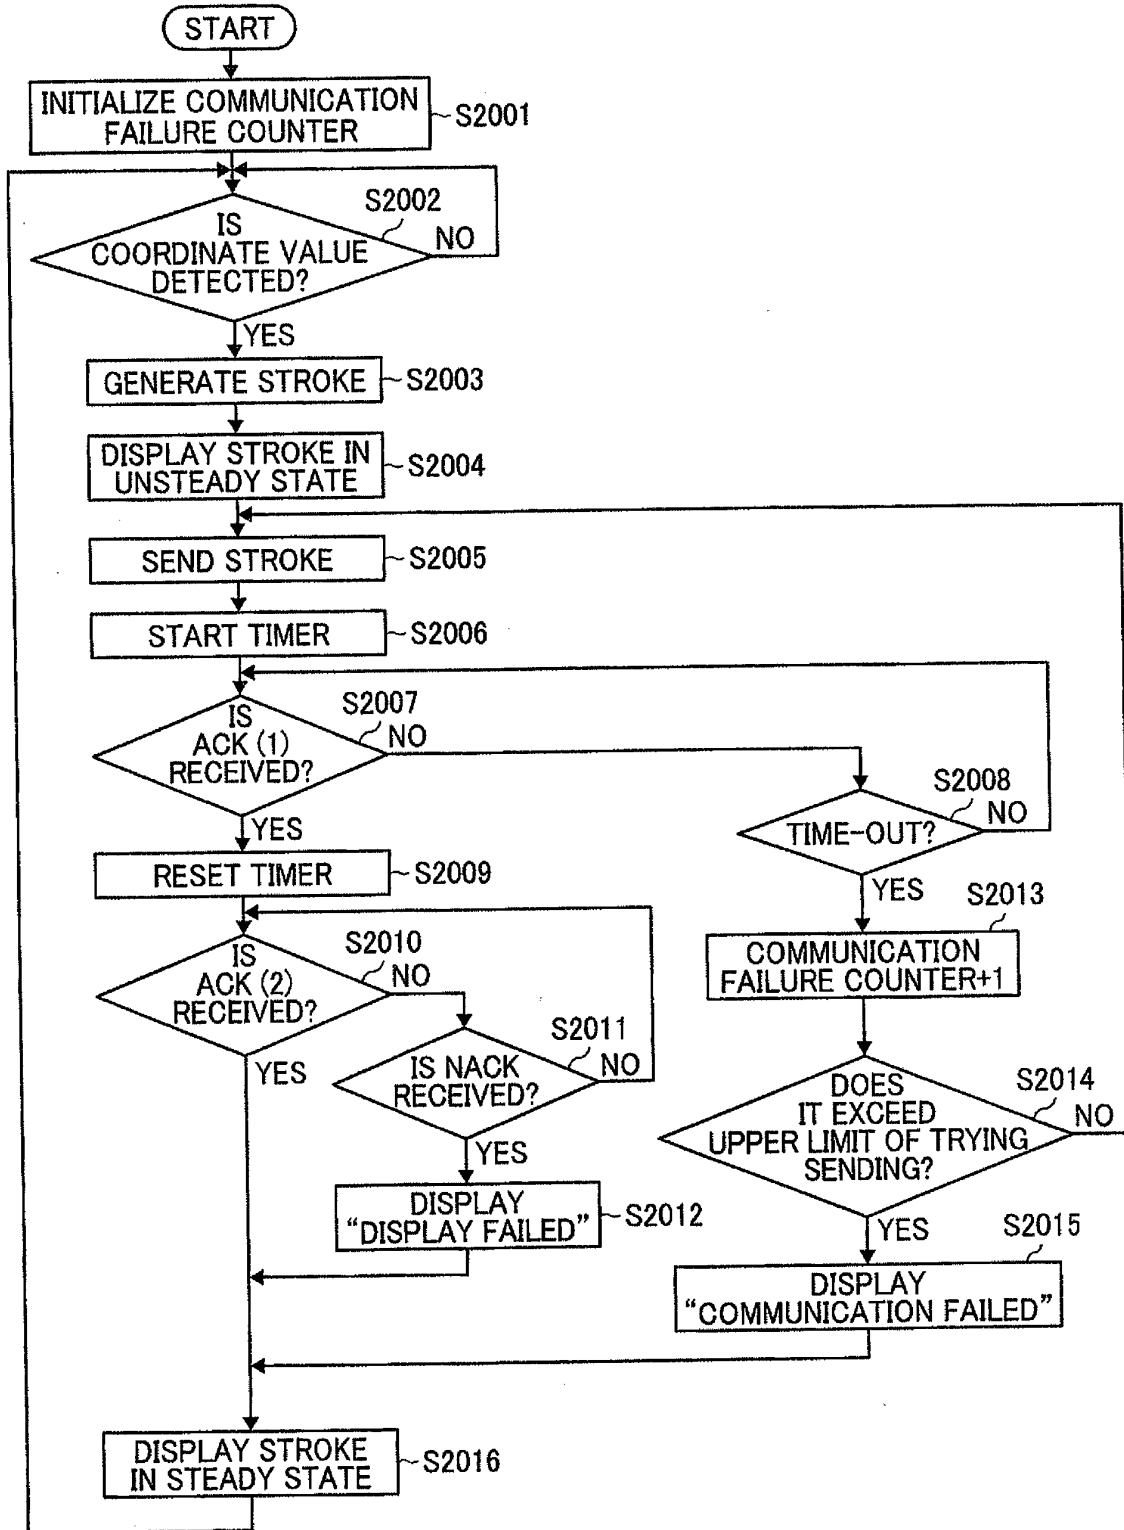 START
INITIALIZE COMMUNICATION
FAILURE COUNTER
S2001
IS
COORDINATE VALUE
DETECTED?
S2002
NO
YES
GENERATE STROKE
S2003
DISPLAY STROKE IN
UNSTEADY STATE
S2004
SEND STROKE
S2005
START TIMER
S2006
IS
ACK (1)
RECEIVED?
S2007
NO
YES
TIME-OUT?
S2008
NO
YES
RESET TIMER
S2009
IS
ACK (2)
RECEIVED?
S2010
NO
YES
IS NACK
RECEIVED?
S2011
NO
YES
DISPLAY
“DISPLAY FAILED”
S2012
COMMUNICATION
FAILURE COUNTER+1
S2013
DOES
IT EXCEED
UPPER LIMIT OF TRYING
SENDING?
S2014
NO
YES
DISPLAY
“COMMUNICATION FAILED”
S2015
DISPLAY STROKE
IN STEADY STATE
S2016